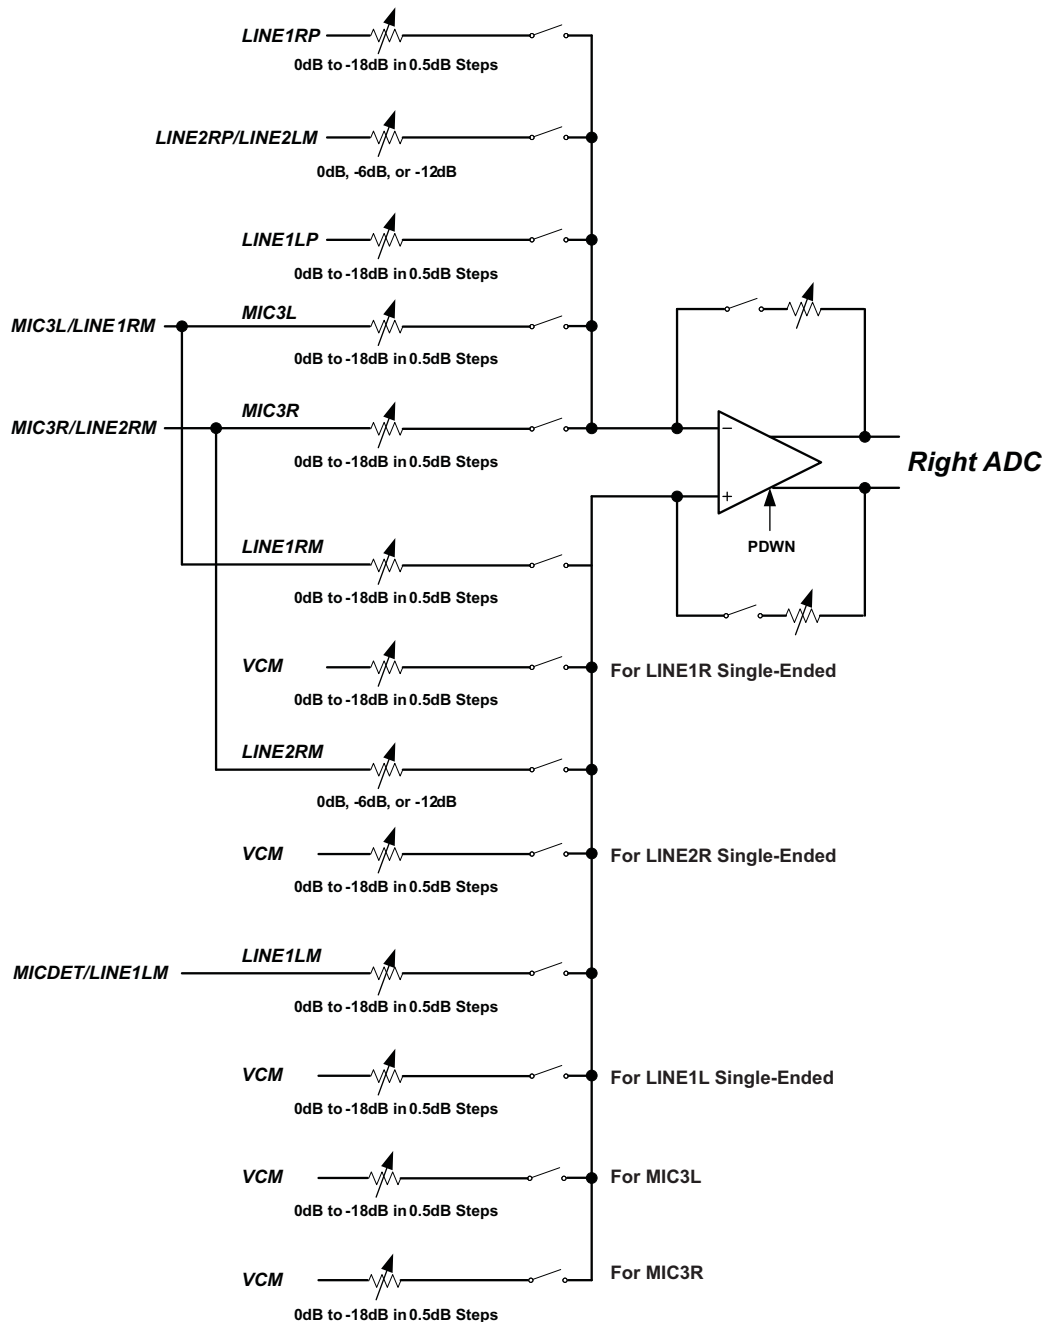 LINE1RP
0dB to -18dB in 0.5dB Steps
LINE2RP/LINE2LM
0dB, -6dB, or -12dB
LINE1LP
0dB to -18dB in 0.5dB Steps
MIC3L/LINE1RM
MIC3L
0dB to -18dB in 0.5dB Steps
MIC3R/LINE2RM
MIC3R
0dB to -18dB in 0.5dB Steps
−
+
Right ADC
PDWN
LINE1RM
0dB to -18dB in 0.5dB Steps
VCM
For LINE1R Single-Ended
0dB to -18dB in 0.5dB Steps
LINE2RM
0dB, -6dB, or -12dB
VCM
For LINE2R Single-Ended
0dB to -18dB in 0.5dB Steps
MICDET/LINE1LM
LINE1LM
0dB to -18dB in 0.5dB Steps
VCM
For LINE1L Single-Ended
0dB to -18dB in 0.5dB Steps
VCM
For MIC3L
0dB to -18dB in 0.5dB Steps
VCM
For MIC3R
0dB to -18dB in 0.5dB Steps